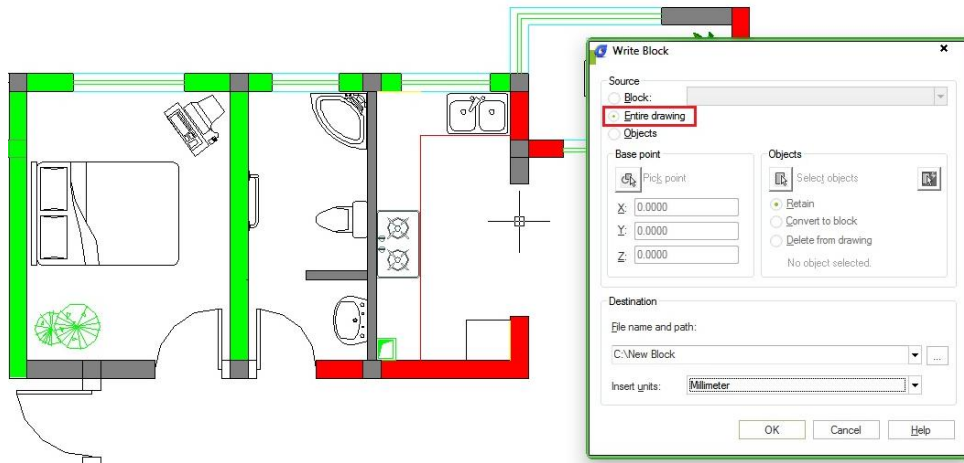 Write Block
Source
Block:
Entire drawing
Objects
Base point
Pick point
X: 0.0000
Y: 0.0000
Z: 0.0000
Objects
Select objects
Retain
Convert to block
Delete from drawing
No object selected.
Destination
File name and path:
C:\New Block
...
Insert units: Millimeter
OK Cancel Help